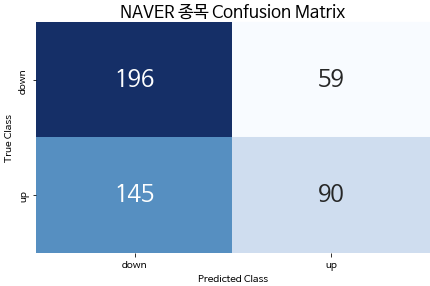 NAVER 종목 Confusion Matrix
True Class
down
196
59
up
145
90
down
up
Predicted Class